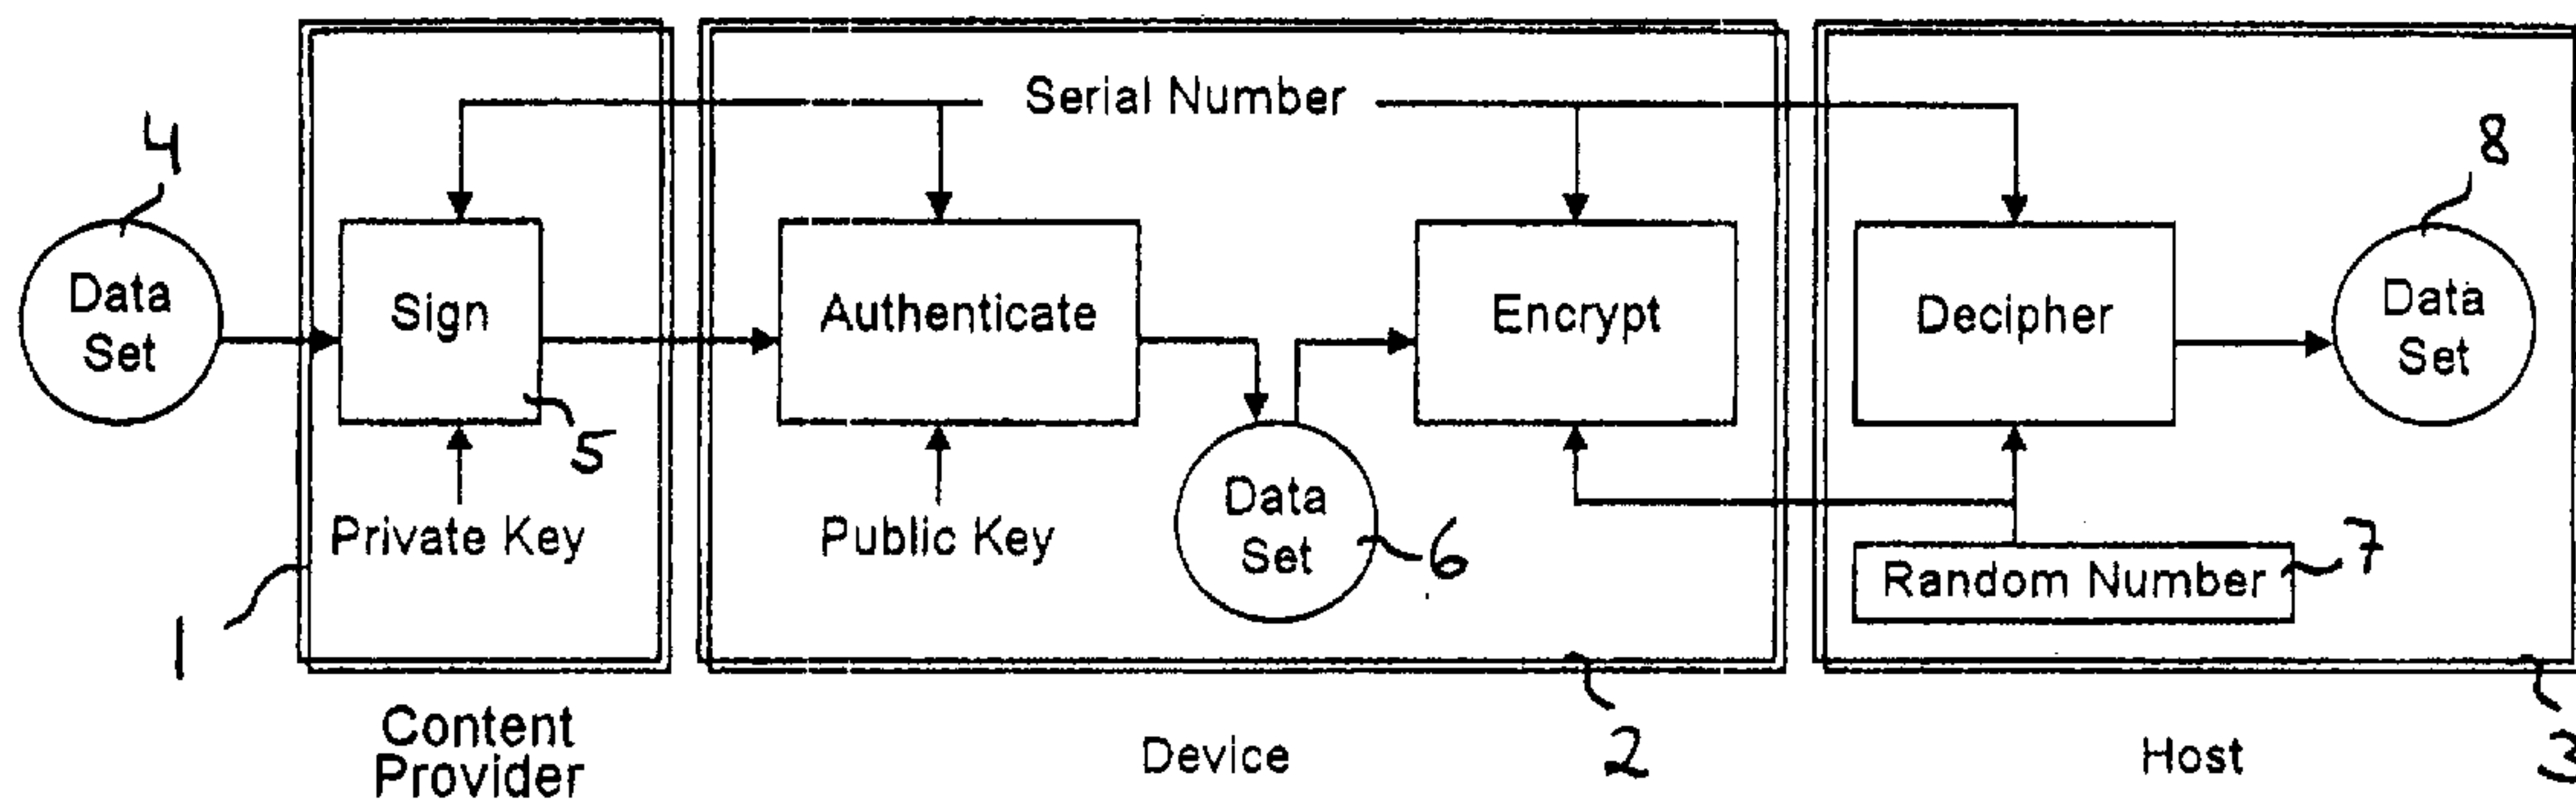 Serial Number
4
8
Data
Set
Sign
Authenticate
Encrypt
Decipher
Data
Set
5
Private Key
Public Key
Data
Set
6
7
Random Number
1
2
3
Content
Provider
Device
Host